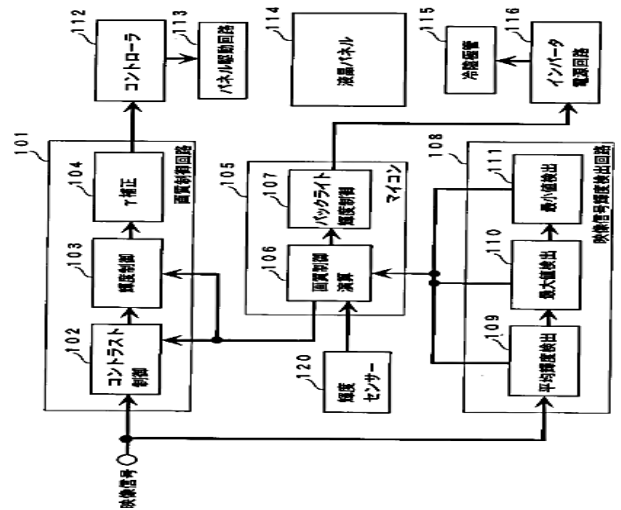 映像信号
101
画質制御回路
102
コントラスト
制御
103
輝度制御
104
γ補正
112
コントローラ
113
パネル駆動回路
114
液晶パネル
105
マイコン
106
画質制御
演算
107
バックライト
輝度制御
120
輝度
センサー
115
冷陰極管
116
インバータ
電源回路
108
映像信号輝度検出回路
109
平均輝度検出
110
最大値検出
111
最小値検出